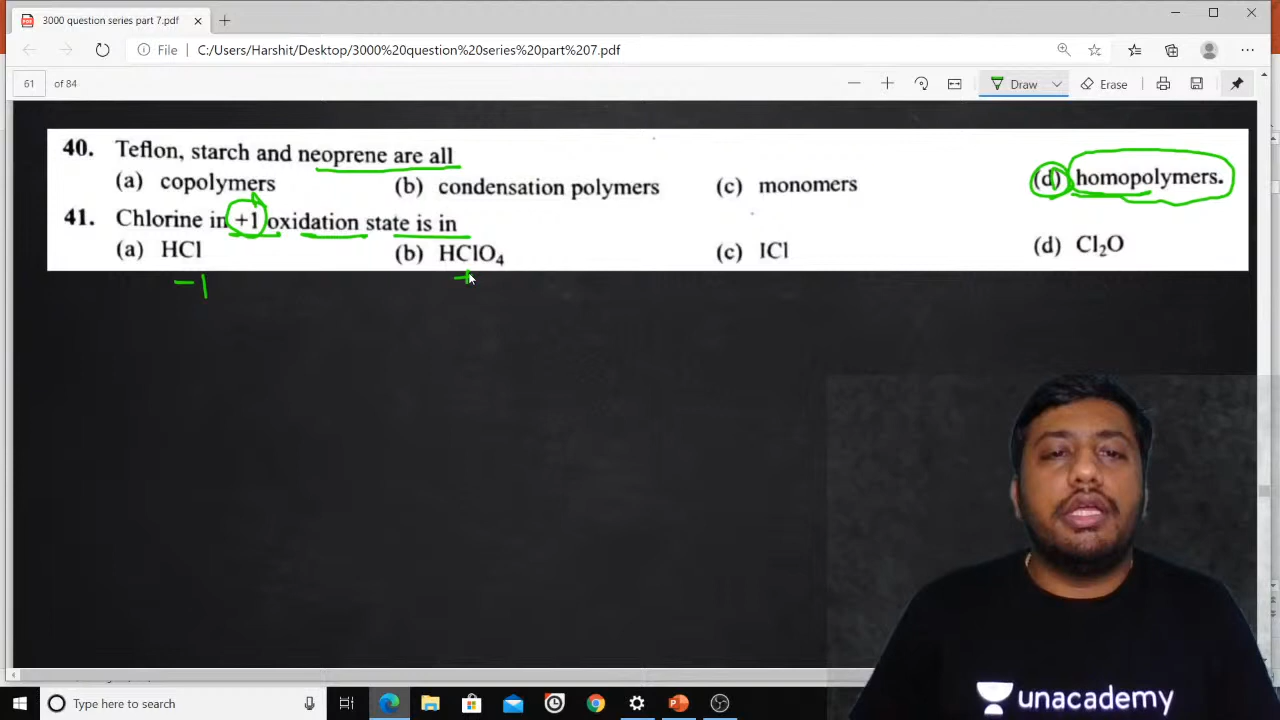 3000 question series part 7.pdf
File C:/Users/Harshit/Desktop/3000%20question%20series%20part%207.pdf
61 of 84 Draw Erase
40. Teflon, starch and neoprene are all
(a) copolymers (b) condensation polymers (c) monomers (d) homopolymers.
41. Chlorine in +1 oxidation state is in
(a) HCl (b) HClO₄ (c) ICl (d) Cl₂O
−1
unacademy
Type here to search